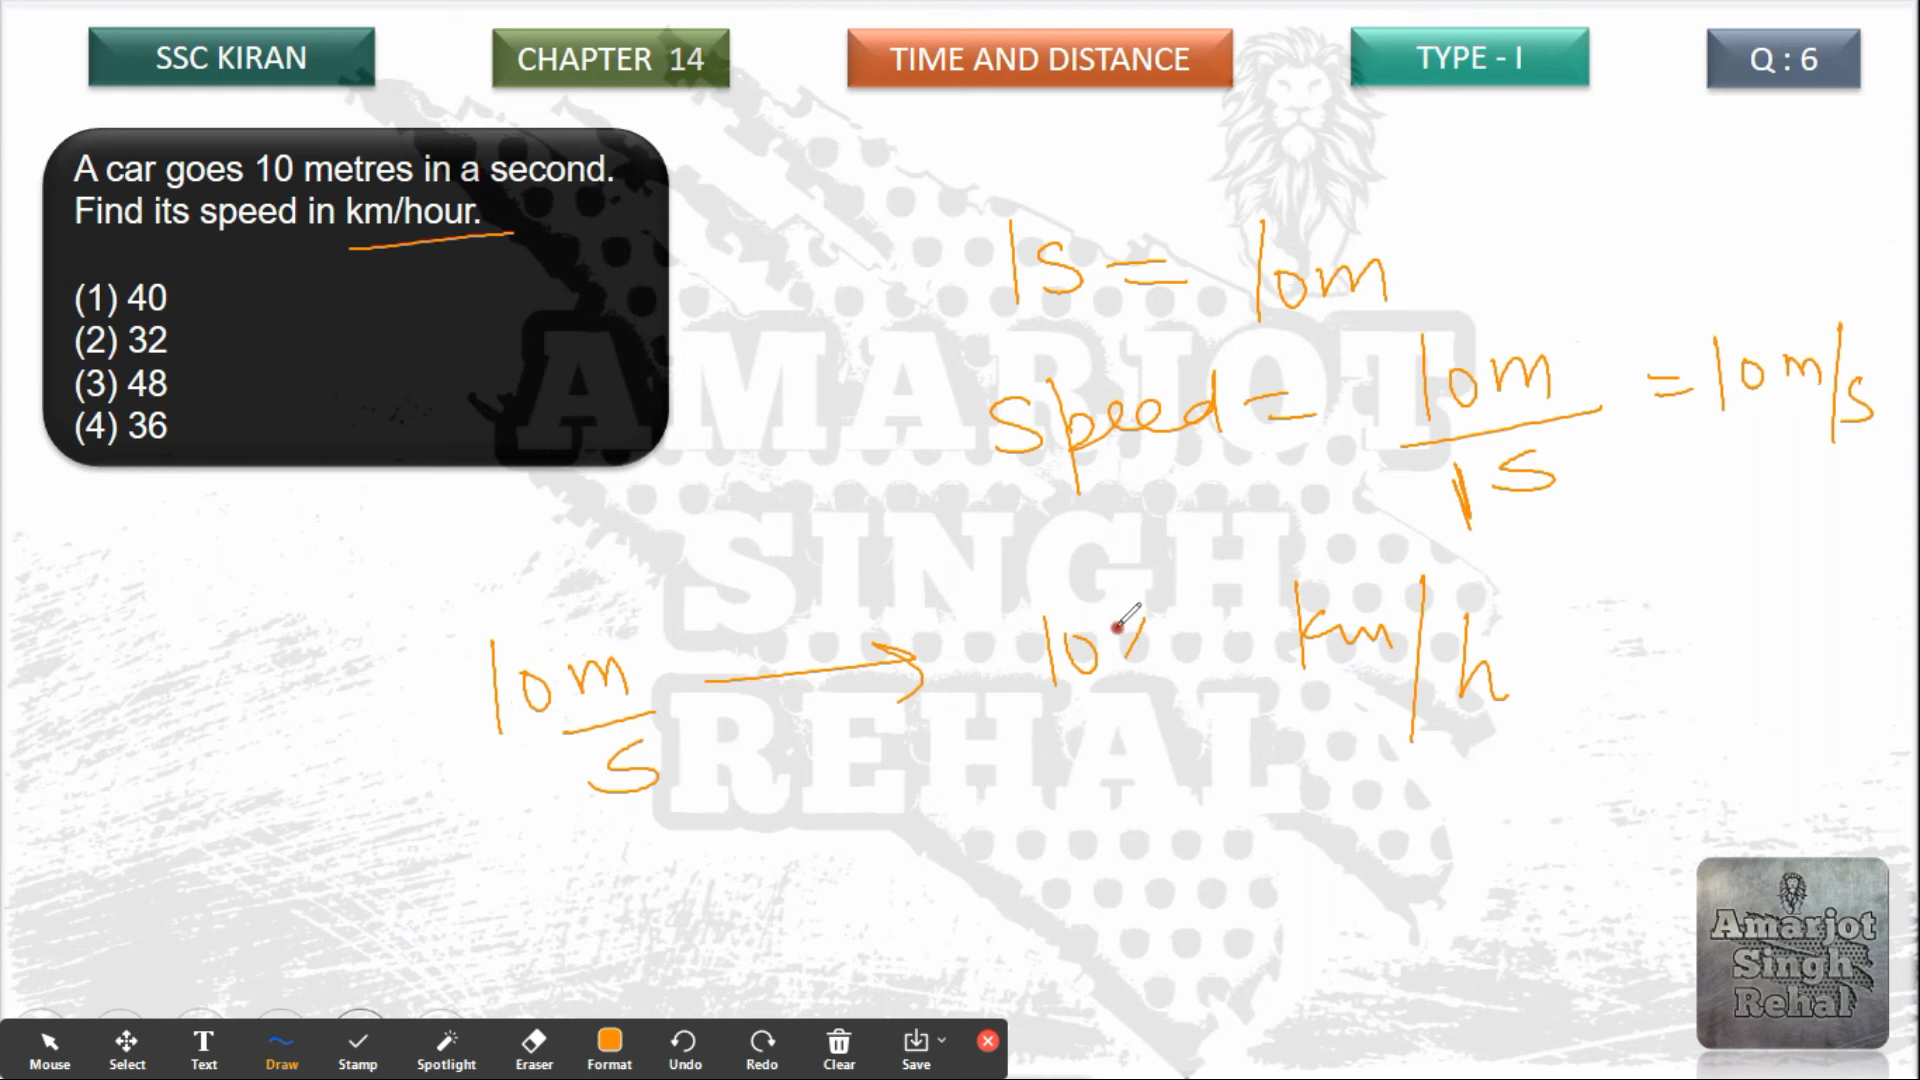 SSC KIRAN
CHAPTER 14
TIME AND DISTANCE
TYPE - I
Q : 6
A car goes 10 metres in a second.
Find its speed in km/hour.
(1) 40
(2) 32
(3) 48
(4) 36
1s = 10m
speed = 10m/1s = 10m/s
10m/s → 10 km/h
AMARJOT
SINGH
REHAL
Amarjot
Singh
Rehal
Mouse
Select
Text
Draw
Stamp
Spotlight
Eraser
Format
Undo
Redo
Clear
Save